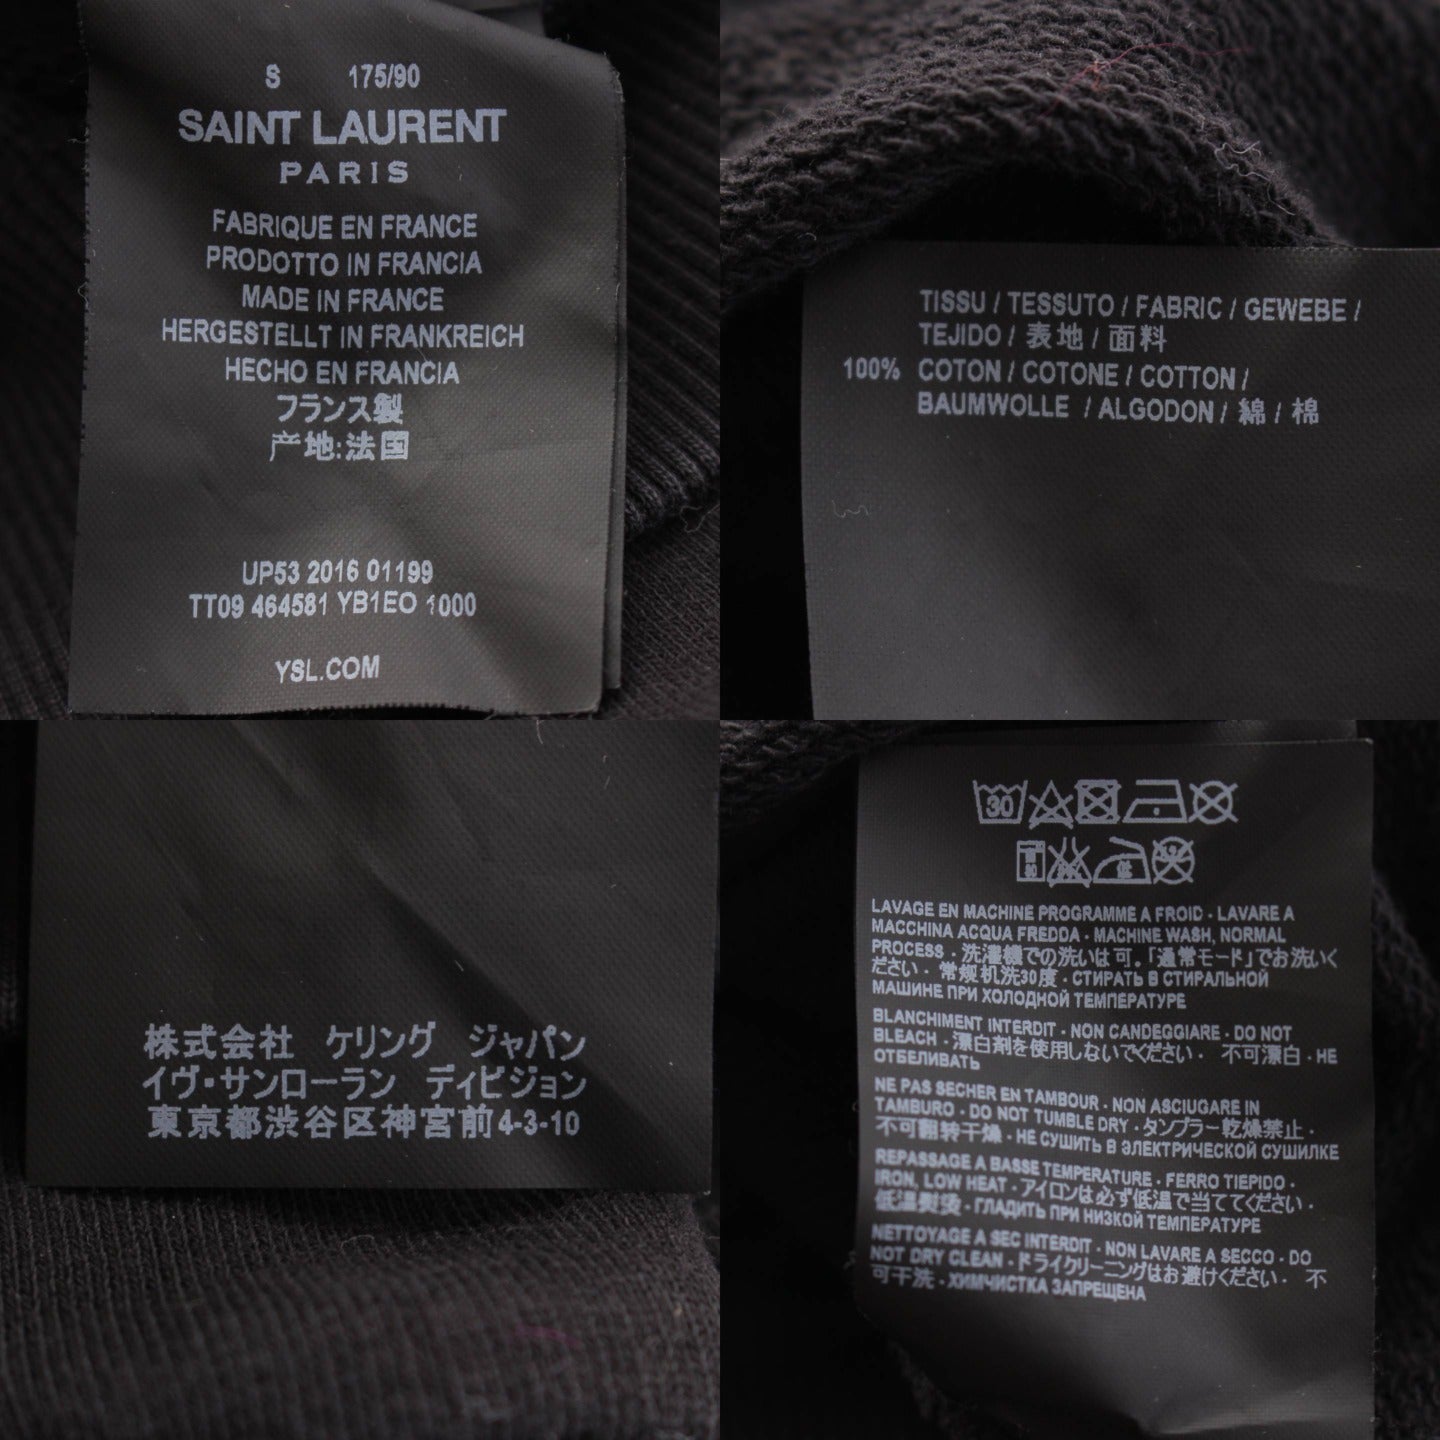 S 175/90
SAINT LAURENT
PARIS
FABRIQUE EN FRANCE
PRODOTTO IN FRANCIA
MADE IN FRANCE
HERGESTELLT IN FRANKREICH
HECHO EN FRANCIA
フランス製
产地:法国
UP53 2016 01199
TT09 464581 YB1EO 1000
YSL.COM
TISSU / TESSUTO / FABRIC / GEWEBE /
TEJIDO / 表地 / 面料
100% COTON / COTONE / COTTON /
BAUMWOLLE / ALGODON / 綿 / 棉
株式会社 ケリング ジャパン
イヴ・サンローラン ディビジョン
東京都渋谷区神宮前4-3-10
30
LAVAGE EN MACHINE PROGRAMME A FROID - LAVARE A
MACCHINA ACQUA FREDDA - MACHINE WASH, NORMAL
PROCESS - 洗濯機での洗いは可。「通常モード」でお洗いく
ださい - 常规机洗30度 - СТИРАТЬ В СТИРАЛЬНОЙ
МАШИНЕ ПРИ ХОЛОДНОЙ ТЕМПЕРАТУРЕ
BLANCHIMENT INTERDIT - NON CANDEGGIARE - DO NOT
BLEACH - 漂白剤を使用しないでください - 不可漂白 - НЕ
ОТБЕЛИВАТЬ
NE PAS SECHER EN TAMBOUR - NON ASCIUGARE IN
TAMBURO - DO NOT TUMBLE DRY - タンブラー乾燥禁止 -
不可翻转干燥 - НЕ СУШИТЬ В ЭЛЕКТРИЧЕСКОЙ СУШИЛКЕ
REPASSAGE A BASSE TEMPERATURE - FERRO TIEPIDO -
IRON, LOW HEAT - アイロンは必ず低温で当ててください -
低温熨烫 - ГЛАДИТЬ ПРИ НИЗКОЙ ТЕМПЕРАТУРЕ
NETTOYAGE A SEC INTERDIT - NON LAVARE A SECCO - DO
NOT DRY CLEAN - ドライクリーニングはお避けください - 不
可干洗 - ХИМЧИСТКА ЗАПРЕЩЕНА